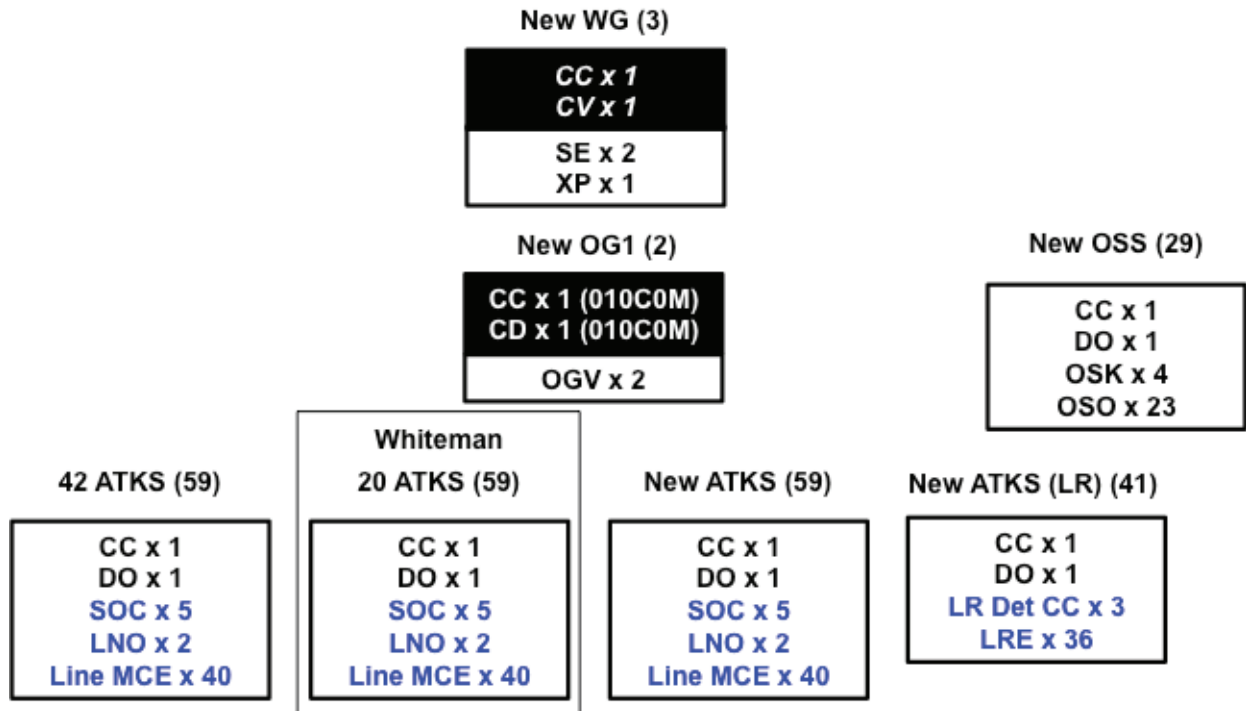 New WG (3)
CC x 1
CV x 1
SE x 2
XP x 1
New OG1 (2)
CC x 1 (010C0M)
CD x 1 (010C0M)
OGV x 2
New OSS (29)
CC x 1
DO x 1
OSK x 4
OSO x 23
42 ATKS (59)
CC x 1
DO x 1
SOC x 5
LNO x 2
Line MCE x 40
Whiteman
20 ATKS (59)
CC x 1
DO x 1
SOC x 5
LNO x 2
Line MCE x 40
New ATKS (59)
CC x 1
DO x 1
SOC x 5
LNO x 2
Line MCE x 40
New ATKS (LR) (41)
CC x 1
DO x 1
LR Det CC x 3
LRE x 36